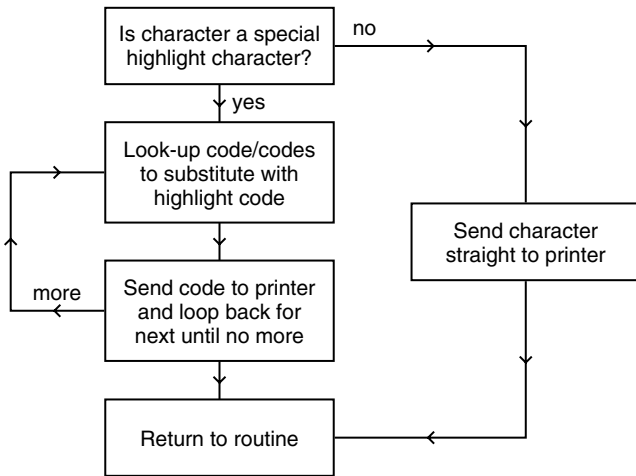 Is character a special
highlight character?
no
yes
Look-up code/codes
to substitute with
highlight code
Send character
straight to printer
more
Send code to printer
and loop back for
next until no more
Return to routine